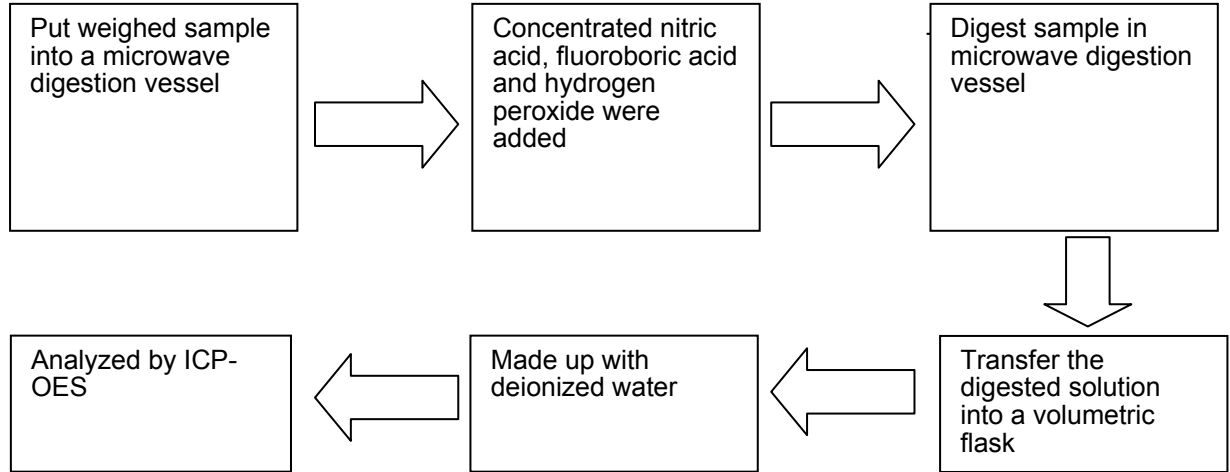 Put weighed sample
into a microwave
digestion vessel
Concentrated nitric
acid, fluoroboric acid
and hydrogen
peroxide were
added
Digest sample in
microwave digestion
vessel
Transfer the
digested solution
into a volumetric
flask
Made up with
deionized water
Analyzed by ICP-
OES